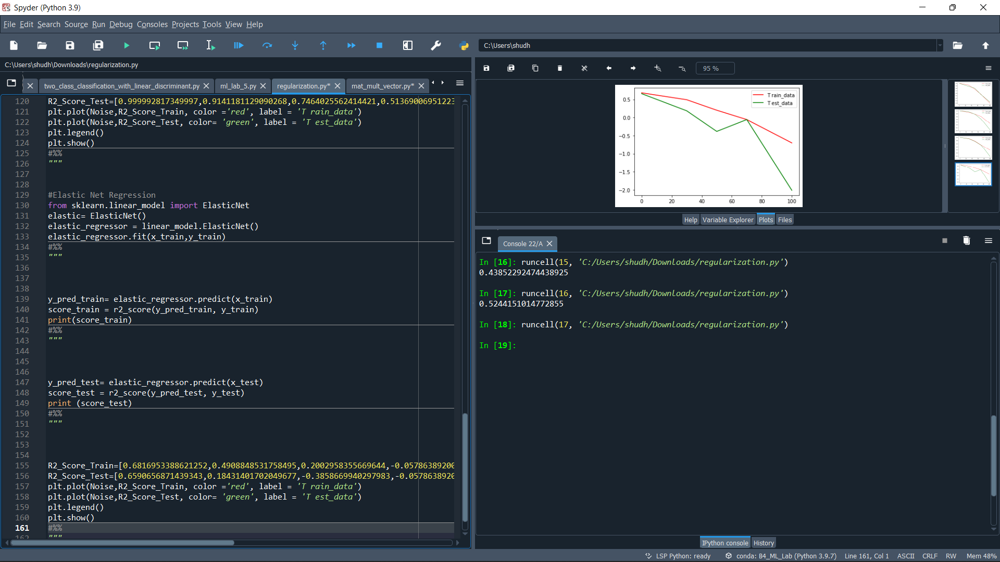 Spyder (Python 3.9)
File Edit Search Source Run Debug Consoles Projects Tools View Help
C:\Users\shudh
C:\Users\shudh\Downloads\regularization.py
two_class_classification_with_linear_discriminant.py ml_lab_5.py regularization.py* mat_mult_vector.py*
120 R2_Score_Test=[0.999992817349997,0.9141181129090268,0.7464025562414421,0.5136900695122
121 plt.plot(Noise,R2_Score_Train, color ='red', label = 'T rain_data')
122 plt.plot(Noise,R2_Score_Test, color= 'green', label = 'T est_data')
123 plt.legend()
124 plt.show()
125 #%%
126 """
127
128
129 #Elastic Net Regression
130 from sklearn.linear_model import ElasticNet
131 elastic= ElasticNet()
132 elastic_regressor = linear_model.ElasticNet()
133 elastic_regressor.fit(x_train,y_train)
134 #%%
135 """
136
137
138
139 y_pred_train= elastic_regressor.predict(x_train)
140 score_train = r2_score(y_pred_train, y_train)
141 print(score_train)
142 #%%
143 """
144
145
146
147 y_pred_test= elastic_regressor.predict(x_test)
148 score_test = r2_score(y_pred_test, y_test)
149 print (score_test)
150 #%%
151 """
152
153
154
155 R2_Score_Train=[0.6816953388621252,0.4908848531758495,0.2002958355669644,-0.0578638920
156 R2_Score_Test=[0.6590656871439343,0.18431401702049677,-0.3858669940297983,-0.057863892
157 plt.plot(Noise,R2_Score_Train, color ='red', label = 'T rain_data')
158 plt.plot(Noise,R2_Score_Test, color= 'green', label = 'T est_data')
159 plt.legend()
160 plt.show()
161 #%%
162 """
95 %
T rain_data
T est_data
0.5
0.0
−0.5
−1.0
−1.5
−2.0
0 20 40 60 80 100
Help Variable Explorer Plots Files
Console 22/A
In [16]: runcell(15, 'C:/Users/shudh/Downloads/regularization.py')
0.43852292474438925
In [17]: runcell(16, 'C:/Users/shudh/Downloads/regularization.py')
0.5244151014772855
In [18]: runcell(17, 'C:/Users/shudh/Downloads/regularization.py')
In [19]:
IPython console History
LSP Python: ready conda: B4_ML_Lab (Python 3.9.7) Line 161, Col 1 ASCII CRLF RW Mem 48%